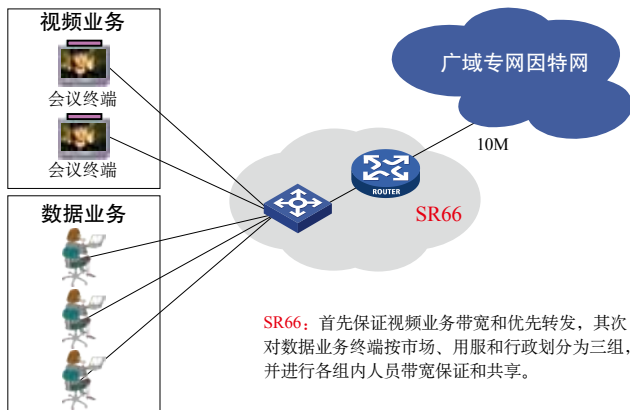 视频业务
会议终端
会议终端
数据业务
广域专网因特网
10M
ROUTER
SR66
SR66：首先保证视频业务带宽和优先转发，其次
对数据业务终端按市场、用服和行政划分为三组，
并进行各组内人员带宽保证和共享。